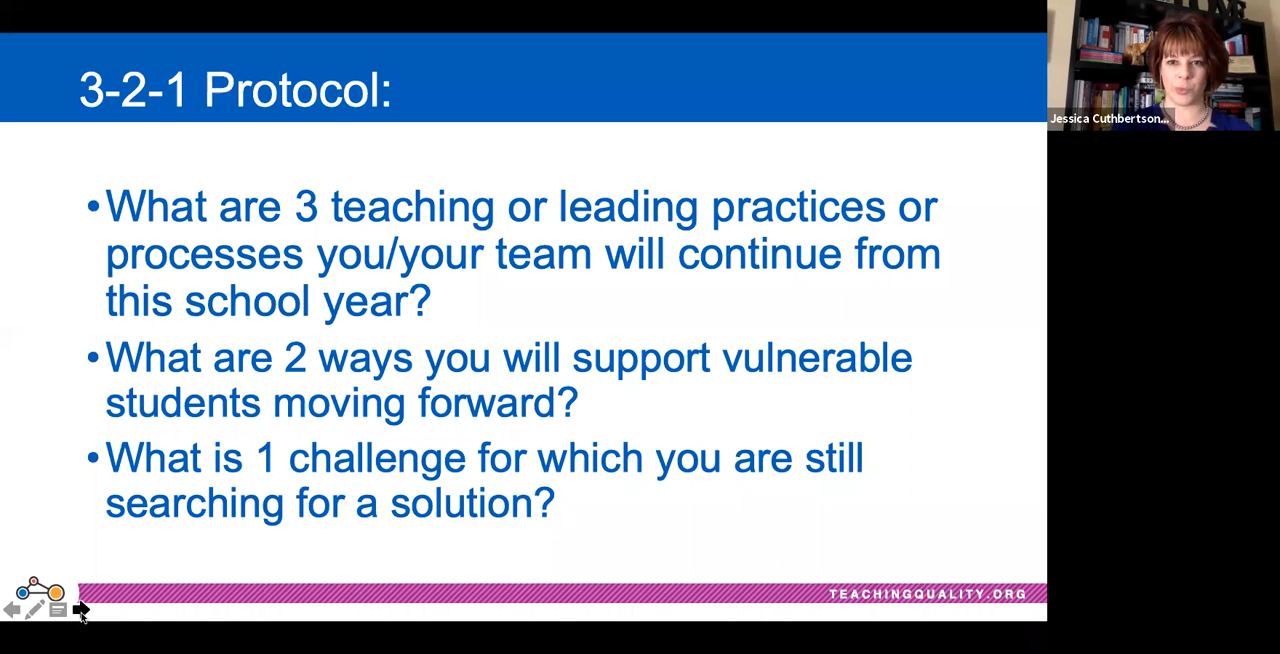 3-2-1 Protocol:
Jessica Cuthbertson...
•What are 3 teaching or leading practices or
processes you/your team will continue from
this school year?
•What are 2 ways you will support vulnerable
students moving forward?
•What is 1 challenge for which you are still
searching for a solution?
TEACHINGQUALITY.ORG